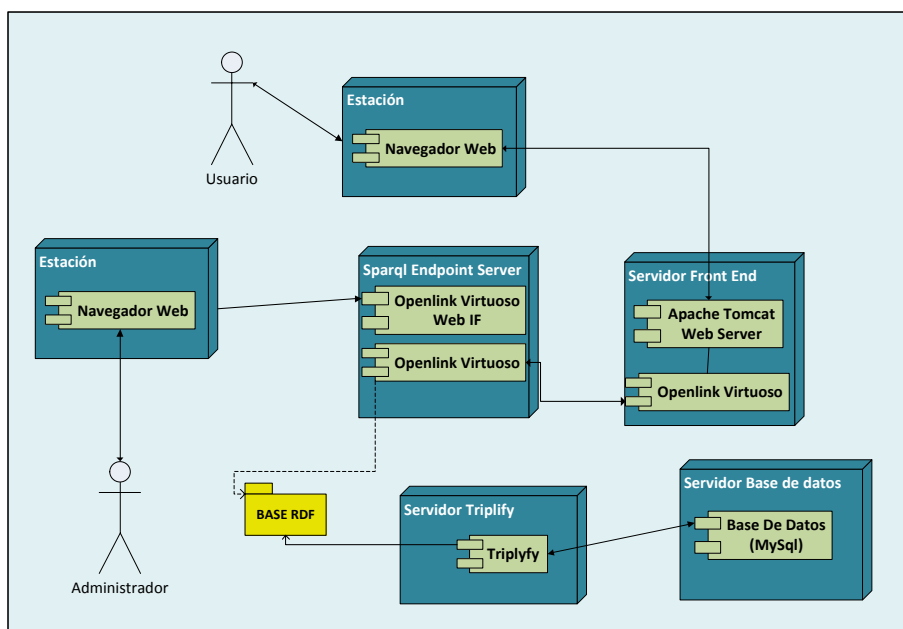 Estación
Navegador Web
Usuario
Estación
Navegador Web
Sparql Endpoint Server
Openlink Virtuoso
Web IF
Openlink Virtuoso
Servidor Front End
Apache Tomcat
Web Server
Openlink Virtuoso
Administrador
BASE RDF
Servidor Triplify
Triplyfy
Servidor Base de datos
Base De Datos
(MySql)